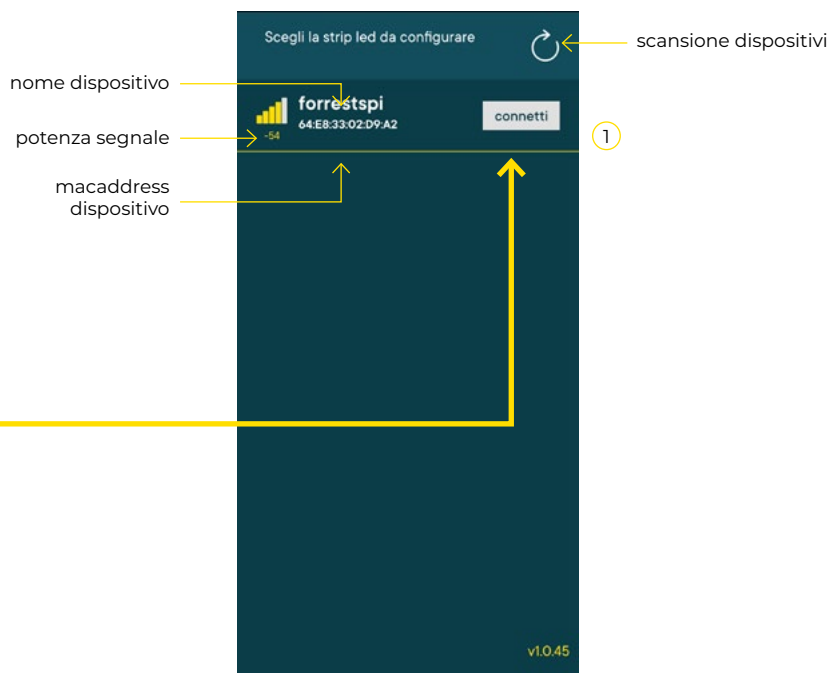 Scegli la strip led da configurare
scansione dispositivi
nome dispositivo
forrestspi
connetti
64:E8:33:02:D9:A2
potenza segnale
-54
1
macaddress
dispositivo
v1.0.45